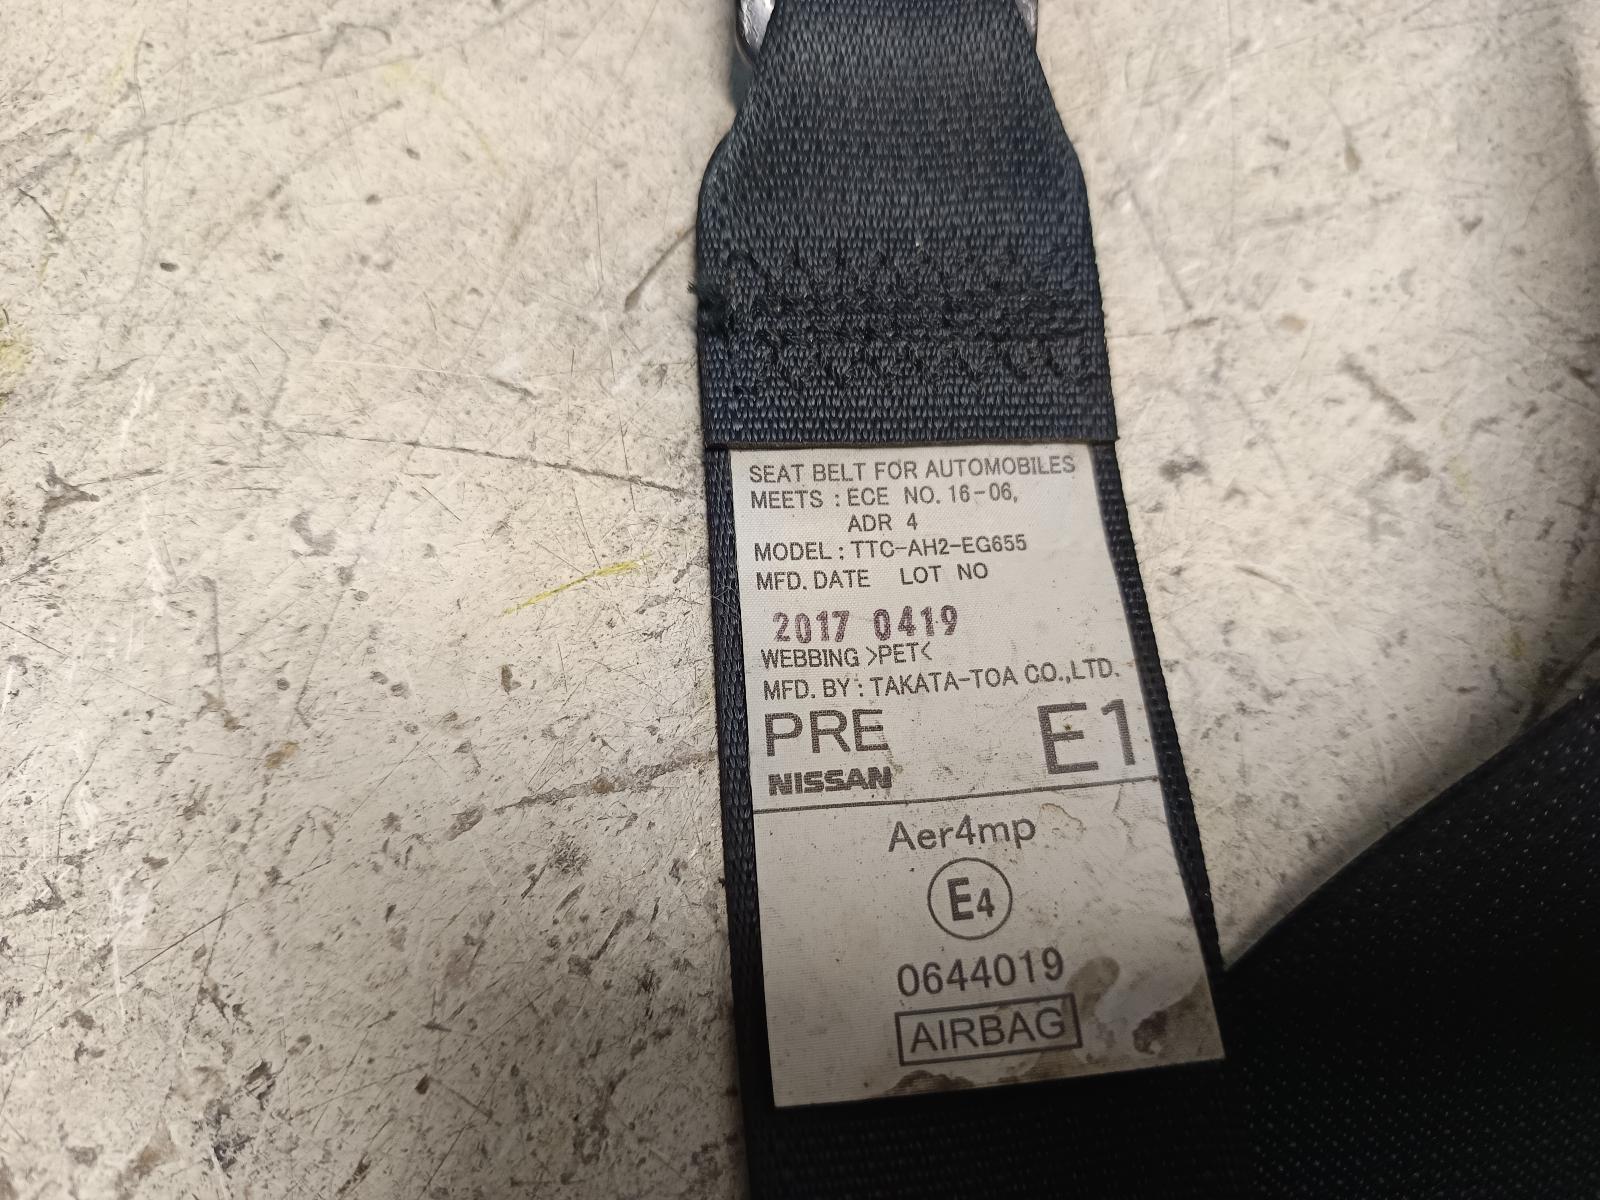 SEAT BELT FOR AUTOMOBILES
MEETS : ECE NO. 16-06,
ADR 4
MODEL : TTC-AH2-EG655
MFD. DATE LOT NO
2017 0419
WEBBING >PET<
MFD. BY : TAKATA-TOA CO.,LTD.
PRE E1
NISSAN
Aer4mp
E4
0644019
AIRBAG